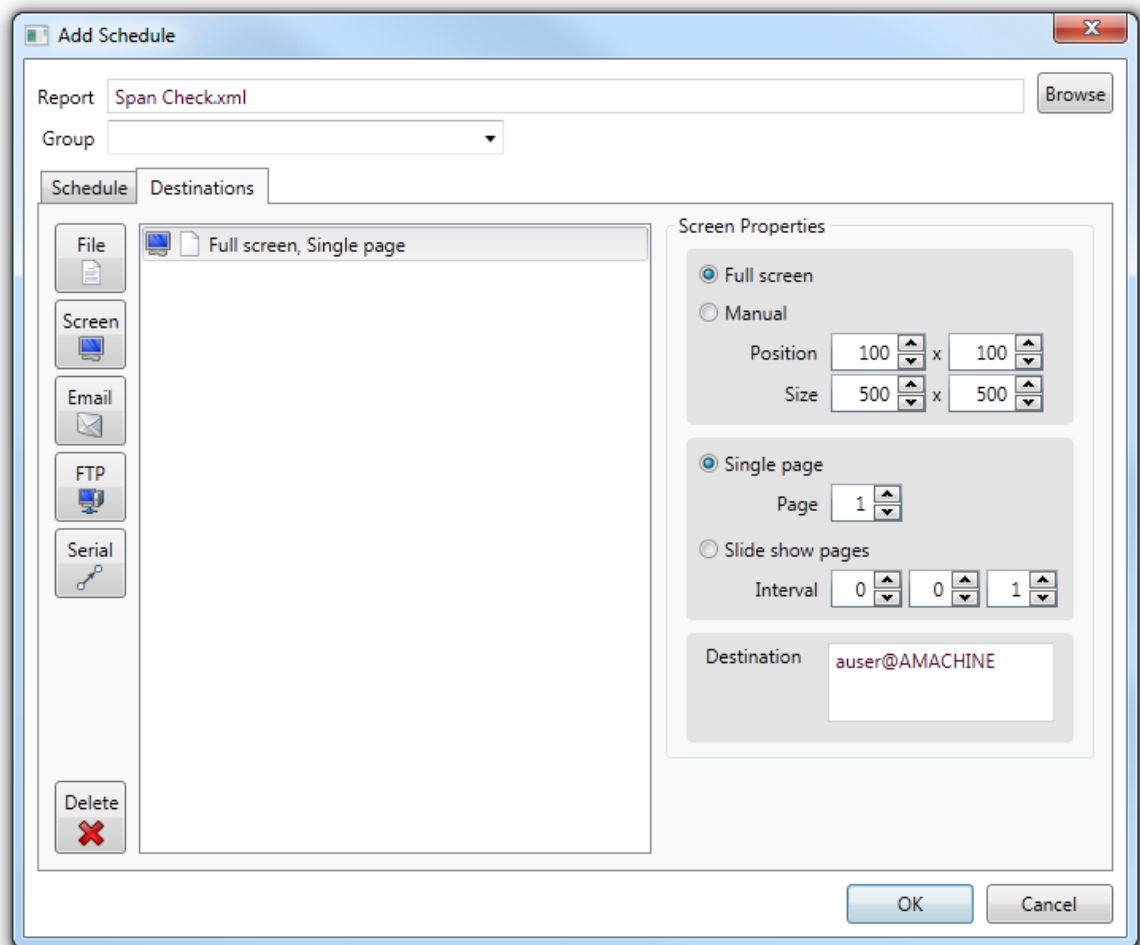 Add Schedule
Report Span Check.xml Browse
Group
Schedule Destinations
File
Screen
Email
FTP
Serial
Delete
Full screen, Single page
Screen Properties
Full screen
Manual
Position 100 x 100
Size 500 x 500
Single page
Page 1
Slide show pages
Interval 0 0 1
Destination auser@AMACHINE
OK Cancel